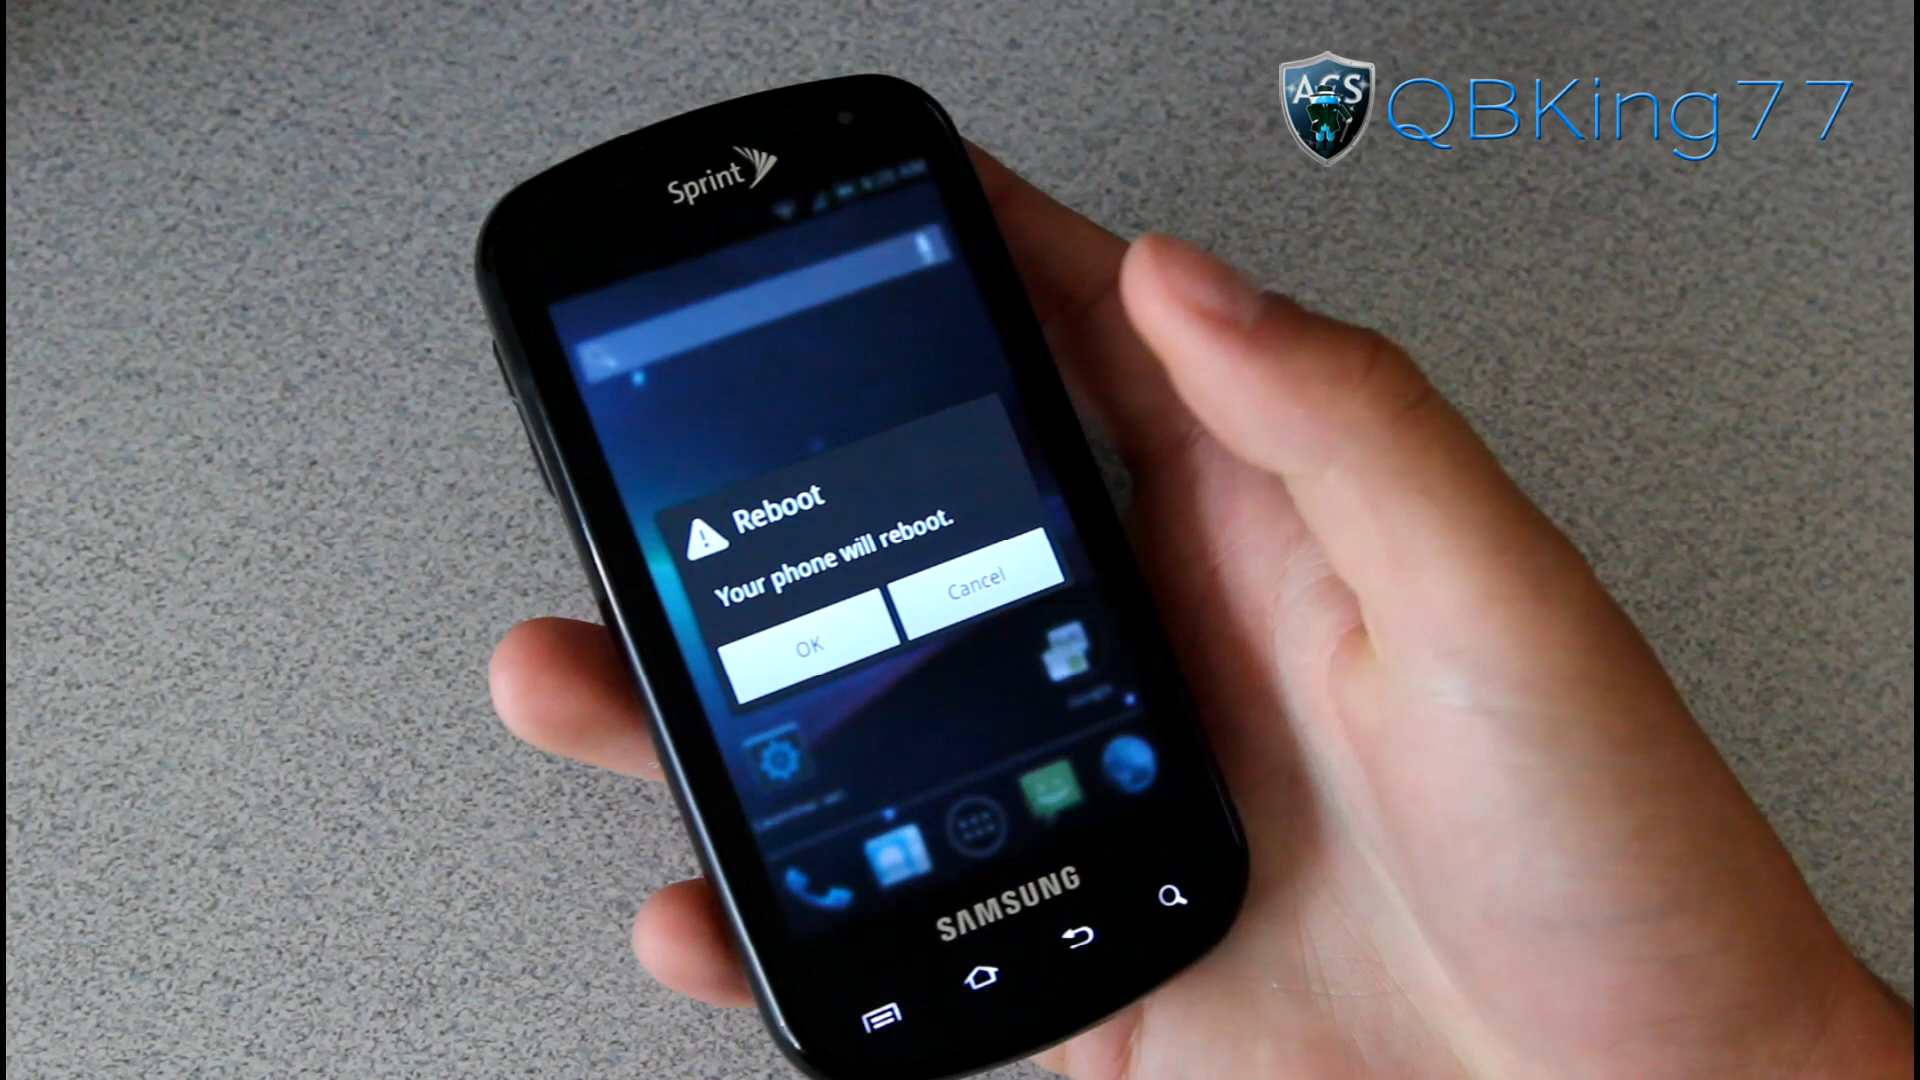 ACS QBKing77
Sprint
Reboot
Your phone will reboot.
OK
Cancel
SAMSUNG